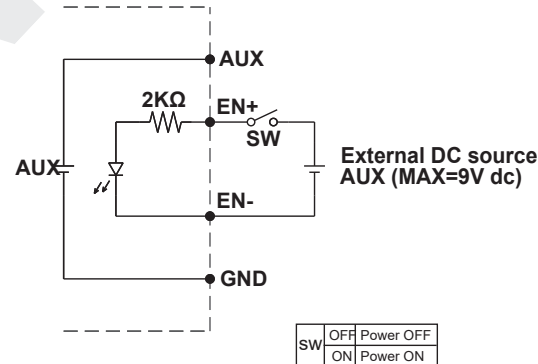 AUX
2KΩ
EN+
SW
AUX
External DC source
AUX (MAX=9V dc)
EN-
GND
SW OFF Power OFF
ON Power ON